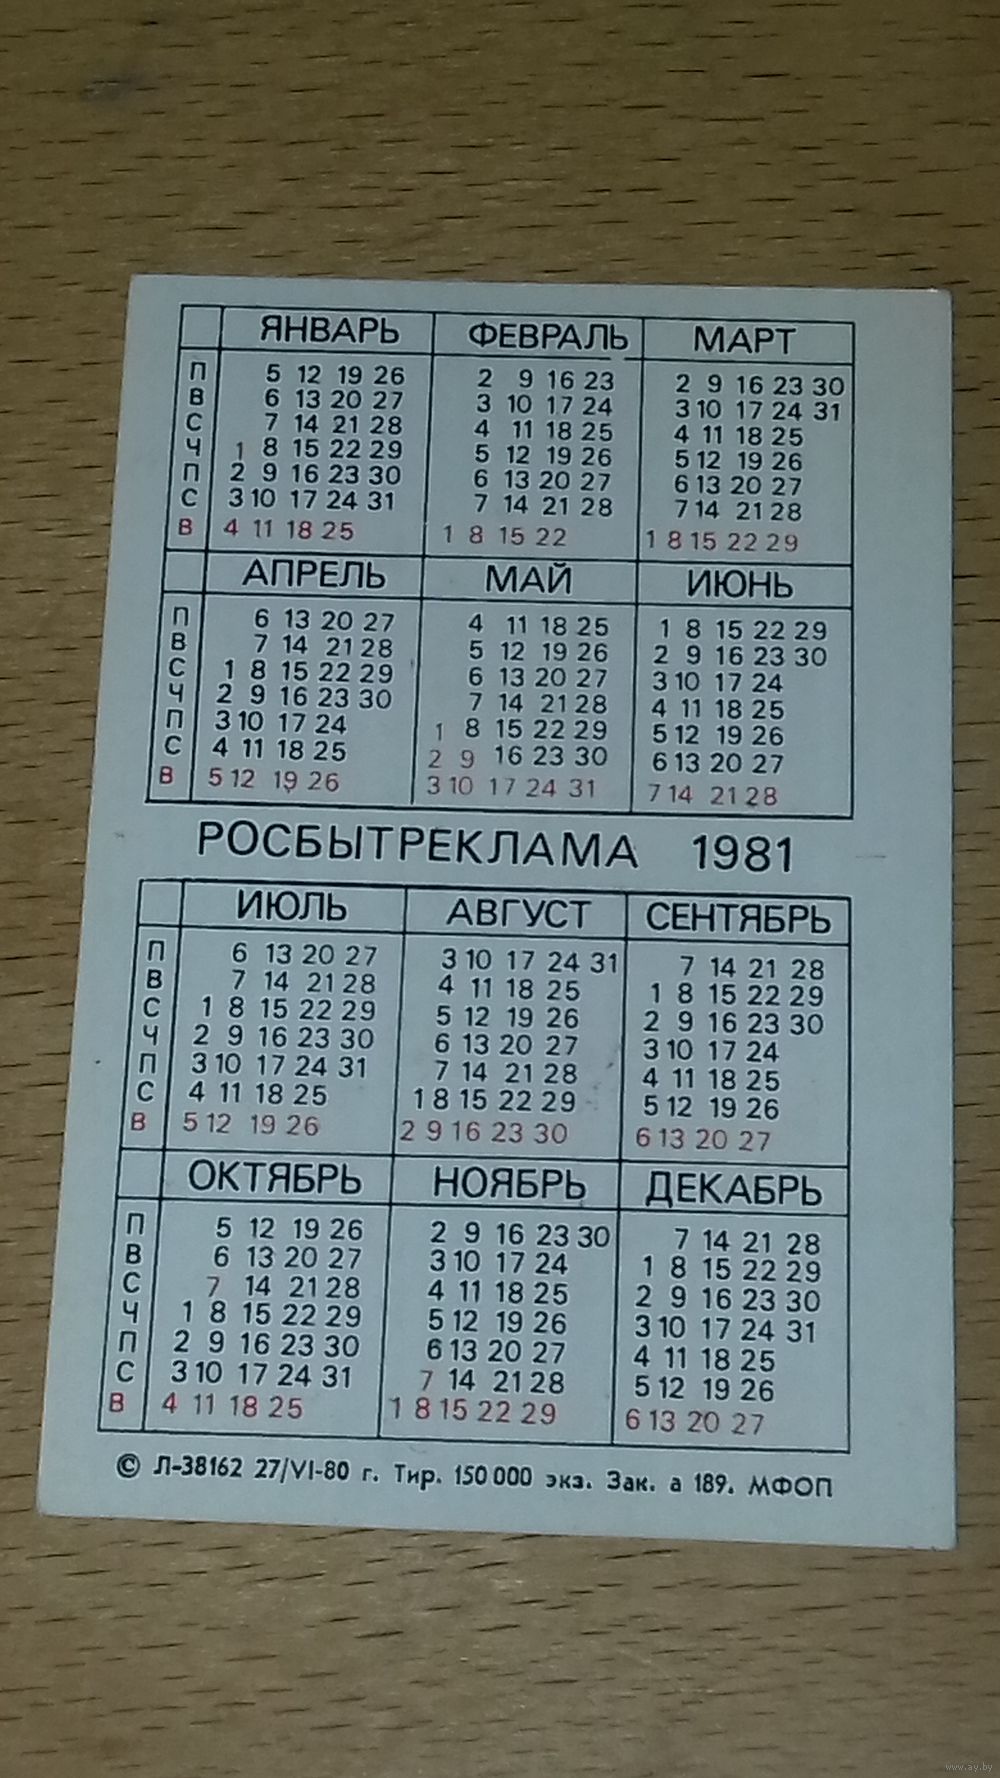 ЯНВАРЬ ФЕВРАЛЬ МАРТ
П 5 12 19 26 2 9 16 23 2 9 16 23 30
В 6 13 20 27 3 10 17 24 3 10 17 24 31
С 7 14 21 28 4 11 18 25 4 11 18 25
Ч 1 8 15 22 29 5 12 19 26 5 12 19 26
П 2 9 16 23 30 6 13 20 27 6 13 20 27
С 3 10 17 24 31 7 14 21 28 7 14 21 28
В 4 11 18 25 1 8 15 22 1 8 15 22 29
АПРЕЛЬ МАЙ ИЮНЬ
П 6 13 20 27 4 11 18 25 1 8 15 22 29
В 7 14 21 28 5 12 19 26 2 9 16 23 30
С 1 8 15 22 29 6 13 20 27 3 10 17 24
Ч 2 9 16 23 30 7 14 21 28 4 11 18 25
П 3 10 17 24 1 8 15 22 29 5 12 19 26
С 4 11 18 25 2 9 16 23 30 6 13 20 27
В 5 12 19 26 3 10 17 24 31 7 14 21 28
РОСБЫТРЕКЛАМА 1981
ИЮЛЬ АВГУСТ СЕНТЯБРЬ
П 6 13 20 27 3 10 17 24 31 7 14 21 28
В 7 14 21 28 4 11 18 25 1 8 15 22 29
С 1 8 15 22 29 5 12 19 26 2 9 16 23 30
Ч 2 9 16 23 30 6 13 20 27 3 10 17 24
П 3 10 17 24 31 7 14 21 28 4 11 18 25
С 4 11 18 25 1 8 15 22 29 5 12 19 26
В 5 12 19 26 2 9 16 23 30 6 13 20 27
ОКТЯБРЬ НОЯБРЬ ДЕКАБРЬ
П 5 12 19 26 2 9 16 23 30 7 14 21 28
В 6 13 20 27 3 10 17 24 1 8 15 22 29
С 7 14 21 28 4 11 18 25 2 9 16 23 30
Ч 1 8 15 22 29 5 12 19 26 3 10 17 24 31
П 2 9 16 23 30 6 13 20 27 4 11 18 25
С 3 10 17 24 31 7 14 21 28 5 12 19 26
В 4 11 18 25 1 8 15 22 29 6 13 20 27
© Л-38162 27/VI-80 г. Тир. 150 000 экз. Зак. а 189. МФОП
www.ay.by